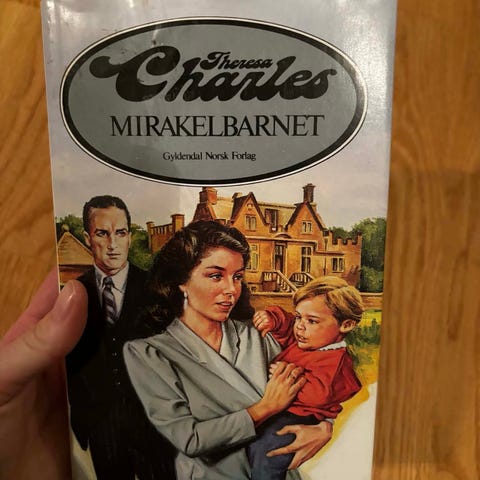 Theresa
Charles
MIRAKELBARNET
Gyldendal Norsk Forlag